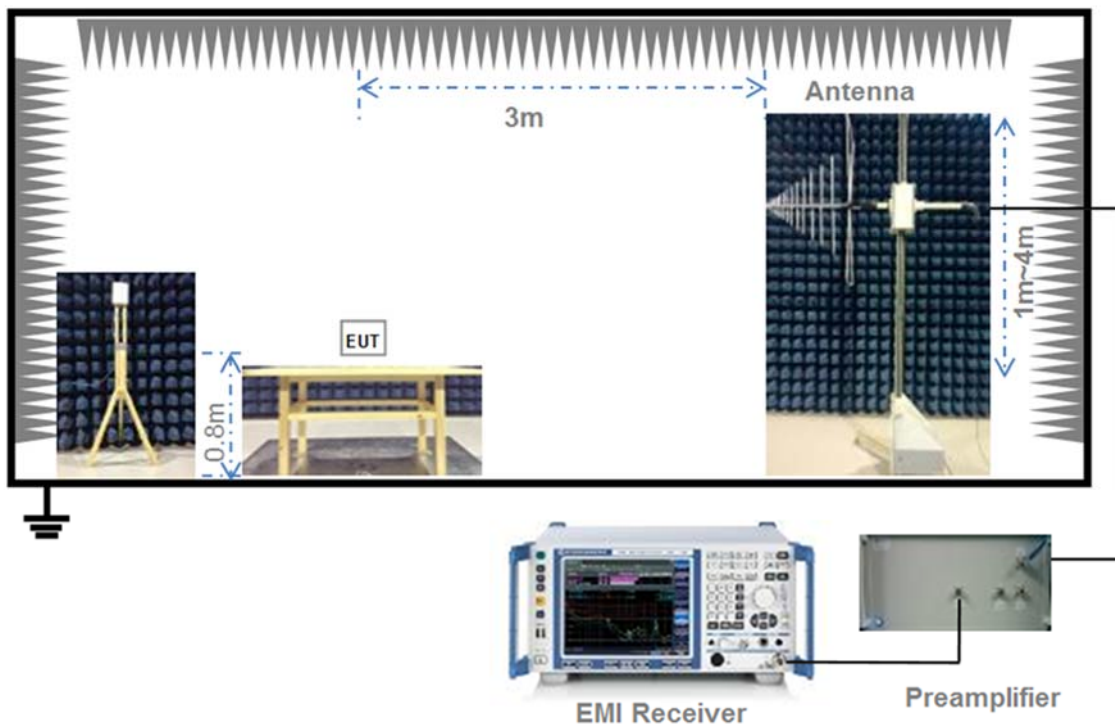 Antenna
3m
1m~4m
EUT
0.8m
EMI Receiver
Preamplifier